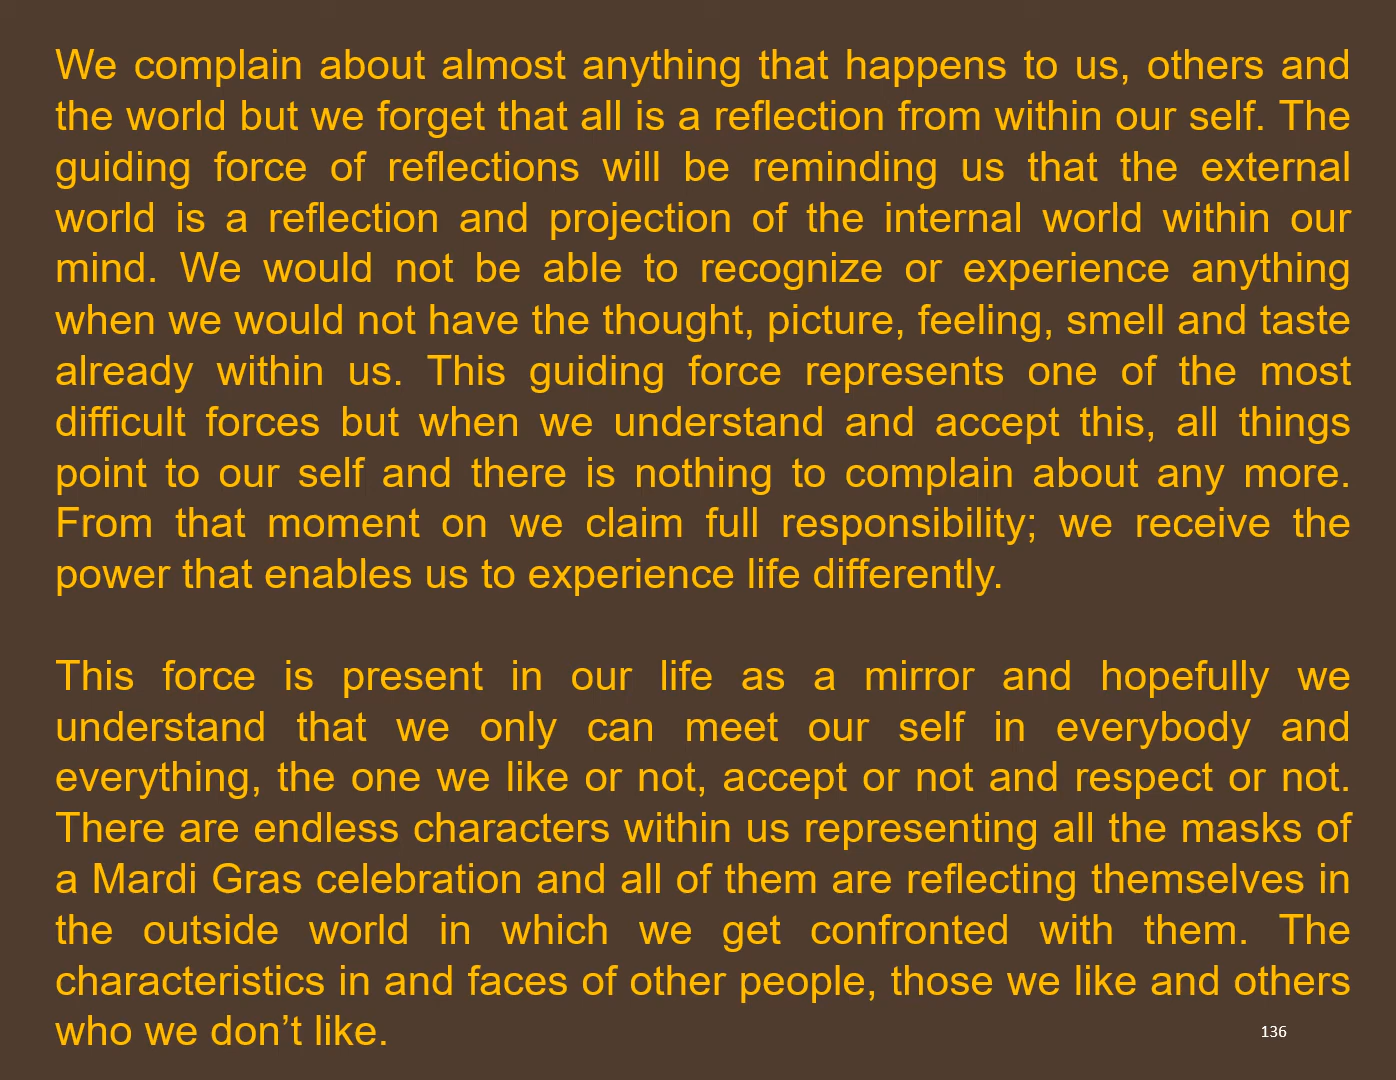 We complain about almost anything that happens to us, others and
the world but we forget that all is a reflection from within our self. The
guiding force of reflections will be reminding us that the external
world is a reflection and projection of the internal world within our
mind. We would not be able to recognize or experience anything
when we would not have the thought, picture, feeling, smell and taste
already within us. This guiding force represents one of the most
difficult forces but when we understand and accept this, all things
point to our self and there is nothing to complain about any more.
From that moment on we claim full responsibility; we receive the
power that enables us to experience life differently.
This force is present in our life as a mirror and hopefully we
understand that we only can meet our self in everybody and
everything, the one we like or not, accept or not and respect or not.
There are endless characters within us representing all the masks of
a Mardi Gras celebration and all of them are reflecting themselves in
the outside world in which we get confronted with them. The
characteristics in and faces of other people, those we like and others
who we don’t like.
136